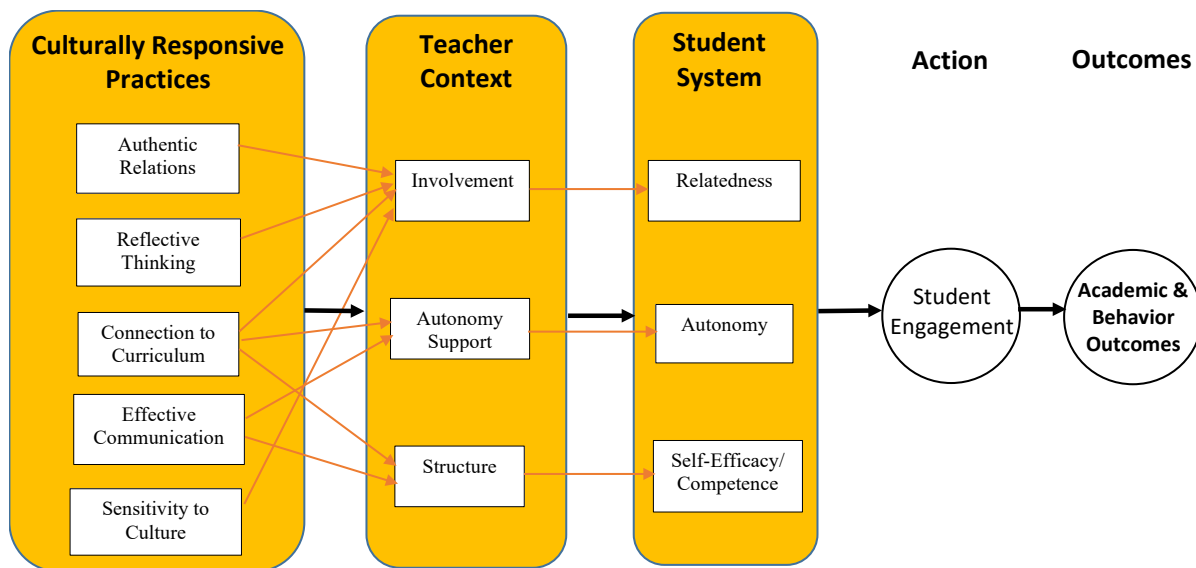 Culturally Responsive
Practices
Authentic
Relations
Reflective
Thinking
Connection to
Curriculum
Effective
Communication
Sensitivity to
Culture
Teacher
Context
Involvement
Autonomy
Support
Structure
Student
System
Relatedness
Autonomy
Self-Efficacy/
Competence
Action
Student
Engagement
Outcomes
Academic &
Behavior
Outcomes